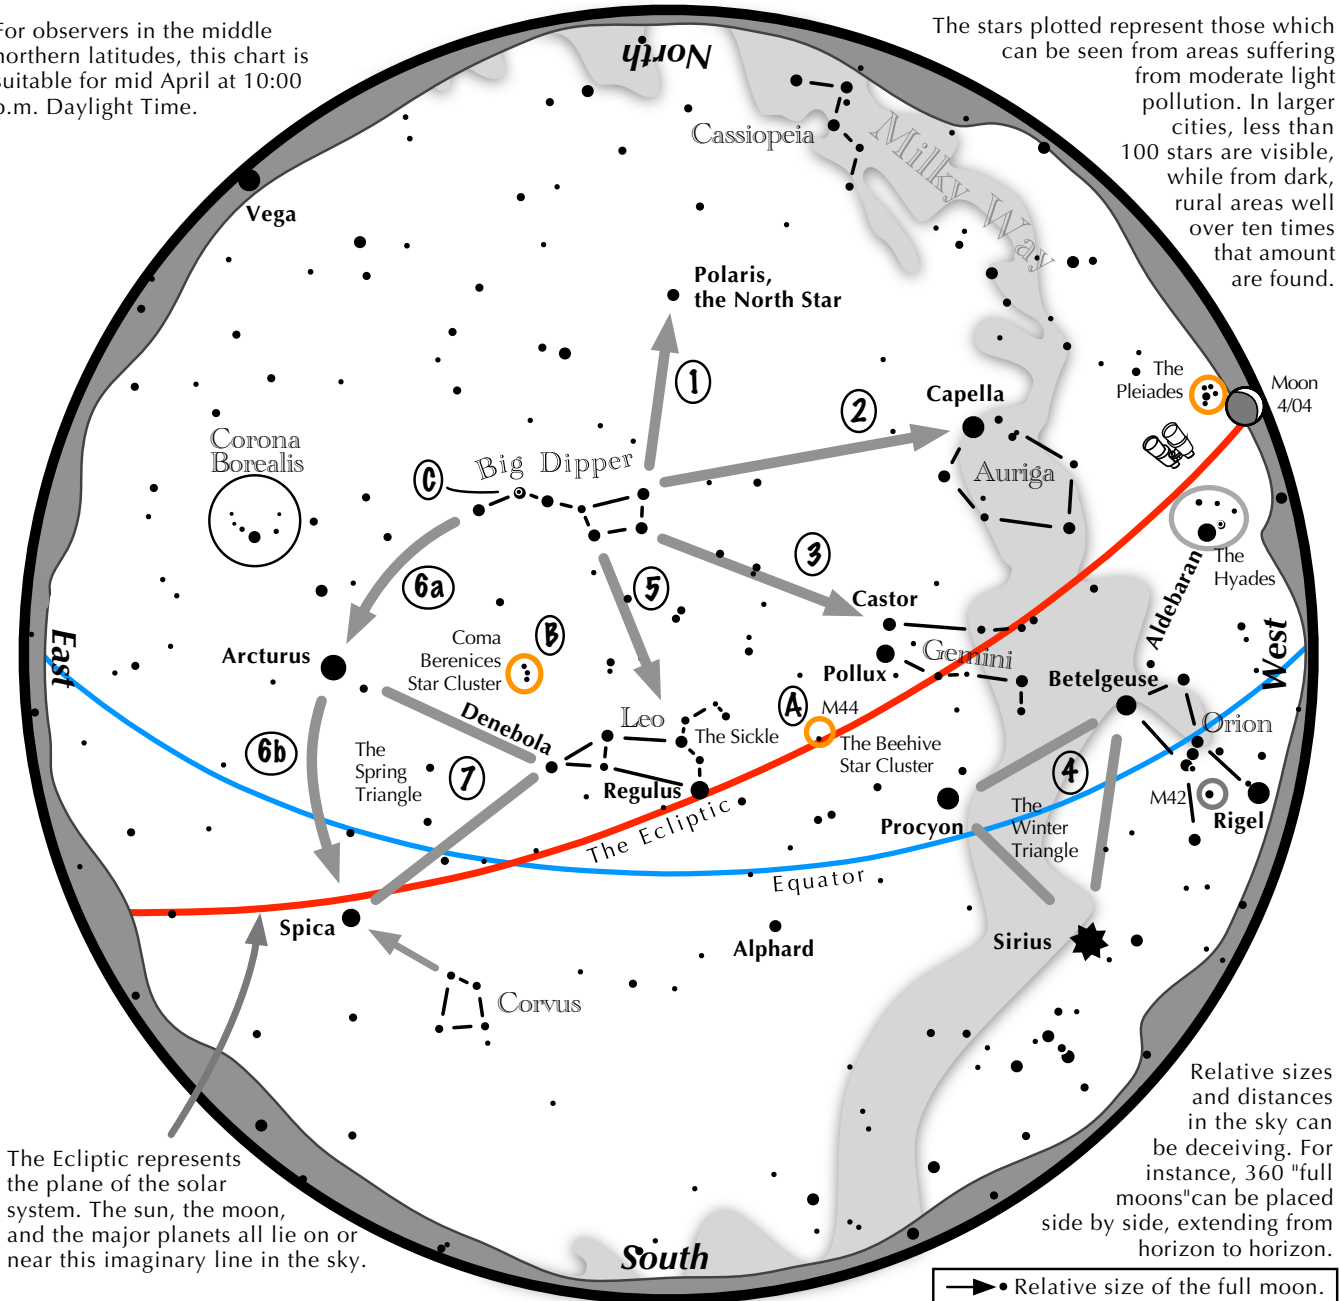 For observers in the middle
northern latitudes, this chart is
suitable for mid April at 10:00
p.m. Daylight Time.
The stars plotted represent those which
can be seen from areas suffering
from moderate light
pollution. In larger
cities, less than
100 stars are visible,
while from dark,
rural areas well
over ten times
that amount
are found.
North
Cassiopeia
Milky Way
Vega
Polaris,
the North Star
1
2
Capella
The
Pleiades
Moon
4/04
Corona
Borealis
Big Dipper
C
Auriga
3
5
6a
Castor
Aldebaran
The
Hyades
East
West
Arcturus
Coma
Berenices
Star Cluster
B
Pollux
Gemini
Betelgeuse
Orion
Denebola
Leo
The Sickle
A
M44
The Beehive
Star Cluster
6b
The
Spring
Triangle
7
Regulus
4
M42
Rigel
Procyon
The
Winter
Triangle
The Ecliptic
Equator
Spica
Alphard
Sirius
Corvus
The Ecliptic represents
the plane of the solar
system. The sun, the moon,
and the major planets all lie on or
near this imaginary line in the sky.
South
Relative sizes
and distances
in the sky can
be deceiving. For
instance, 360 "full
moons"can be placed
side by side, extending from
horizon to horizon.
Relative size of the full moon.